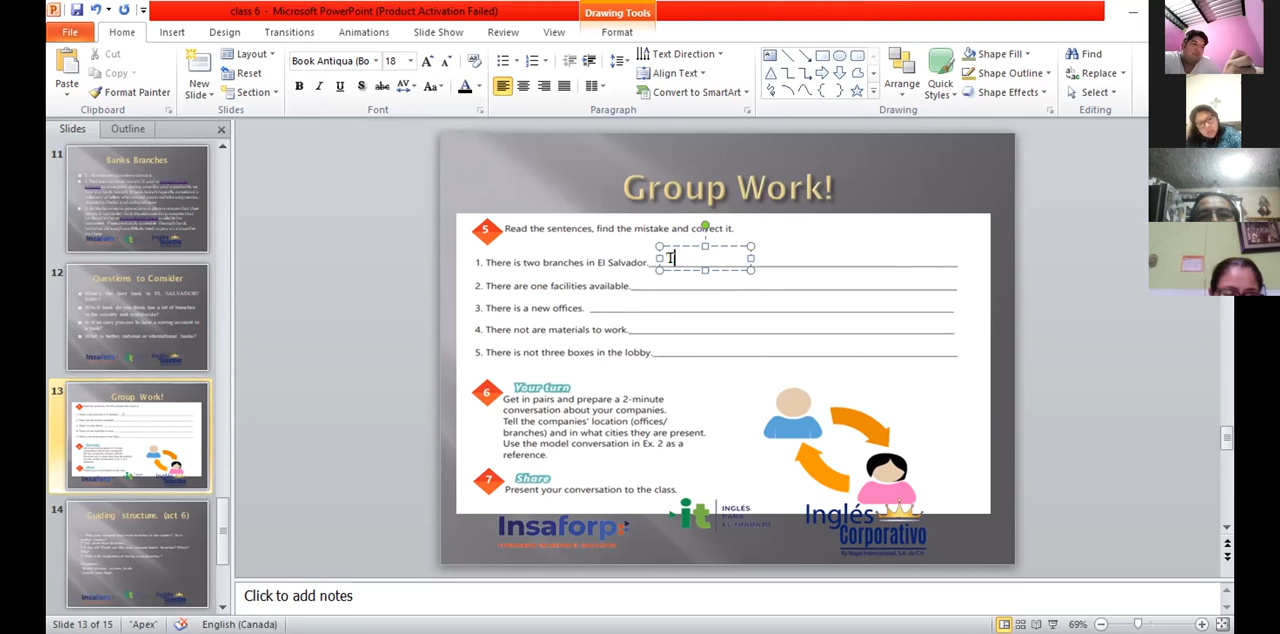 class 6 - Microsoft PowerPoint (Product Activation Failed)
Drawing Tools
File
Home
Insert
Design
Transitions
Animations
Slide Show
Review
View
Format
Paste
Cut
Copy
Format Painter
Clipboard
New
Slide
Layout
Reset
Section
Slides
Book Antiqua (Bo
18
Font
Text Direction
Align Text
Convert to SmartArt
Paragraph
Arrange
Quick
Styles
Shape Fill
Shape Outline
Shape Effects
Drawing
Find
Replace
Select
Editing
Slides
Outline
11
Banks Branches
12
Questions to Consider
13
Group Work!
14
Guiding structure. (act 6)
Group Work!
5 Read the sentences, find the mistake and correct it.
1. There is two branches in El Salvador. T
2. There are one facilities available.
3. There is a new offices.
4. There not are materials to work.
5. There is not three boxes in the lobby.
6 Your turn
Get in pairs and prepare a 2-minute
conversation about your companies.
Tell the companies' location (offices/
branches) and in what cities they are present.
Use the model conversation in Ex. 2 as a
reference.
7 Share
Present your conversation to the class.
Insaforp
it INGLÉS
PARA
EL TRABAJO
Inglés
Corporativo
By Regal International, S.A. de C.V.
Click to add notes
Slide 13 of 15
"Apex"
English (Canada)
69%